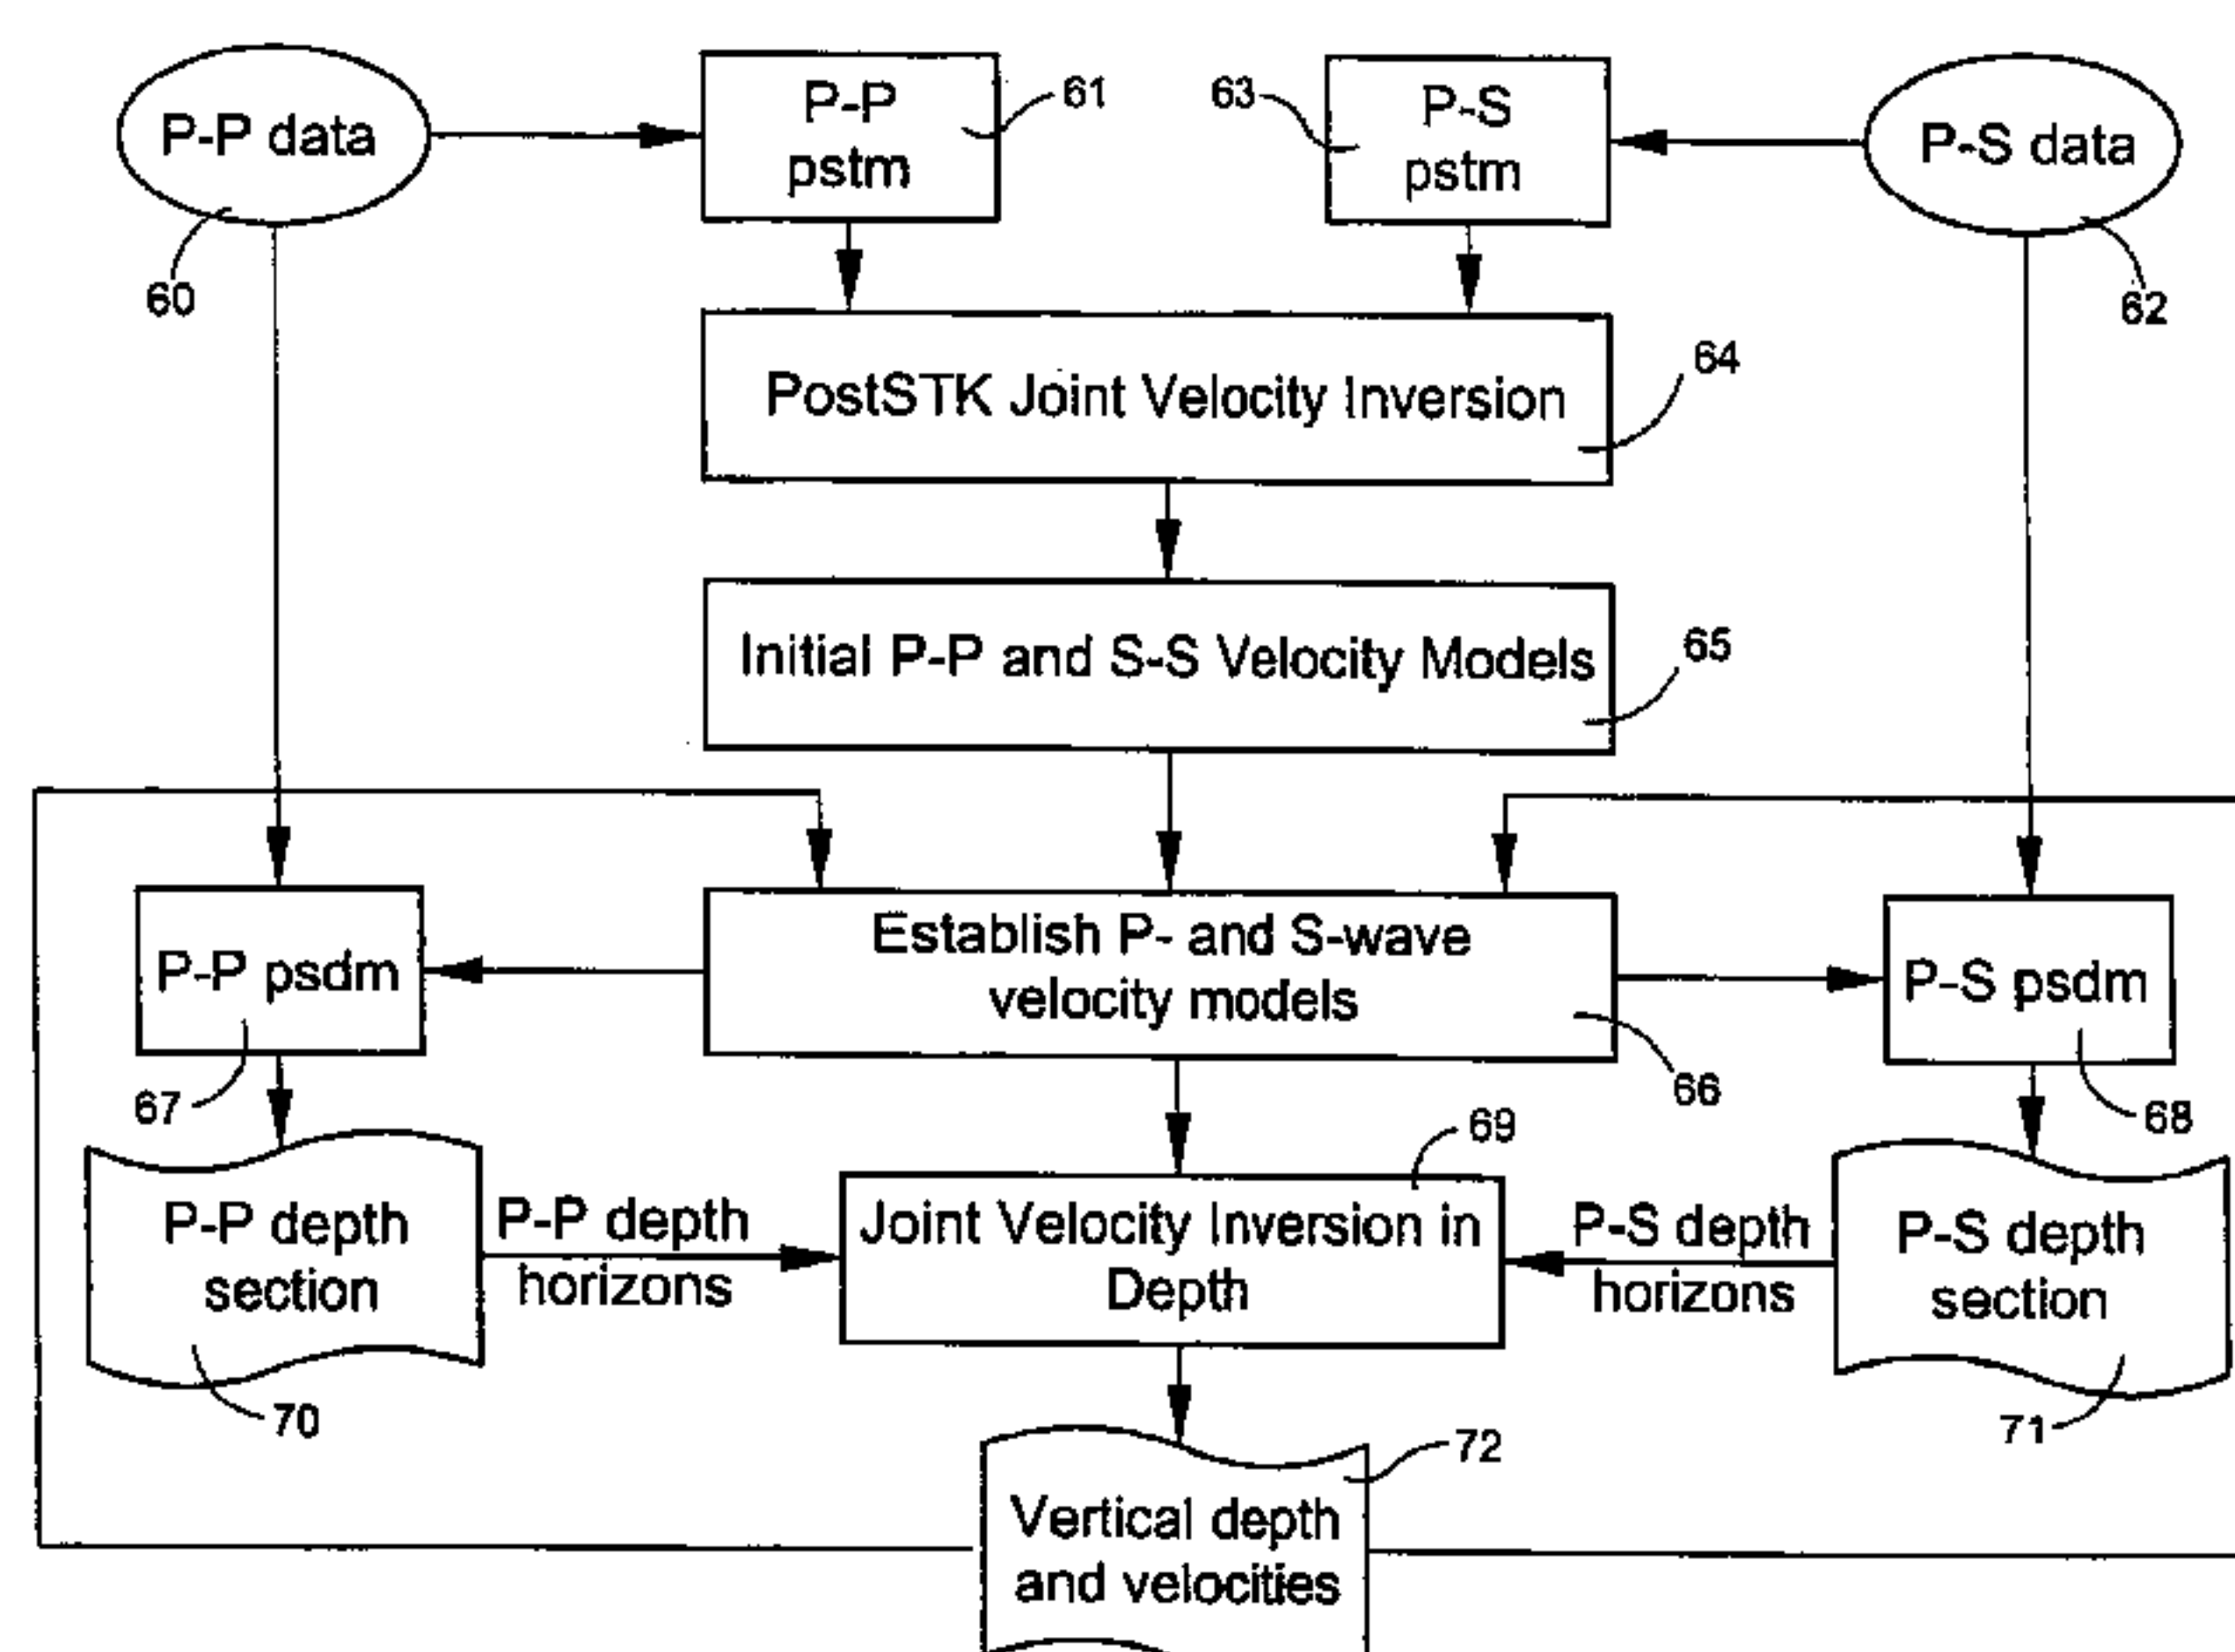 P-P data
60
P-P
pstm
61
63
P-S
pstm
P-S data
62
PostSTK Joint Velocity Inversion
64
Initial P-P and S-S Velocity Models
65
P-P psdm
67
Establish P- and S-wave
velocity models
66
P-S psdm
68
P-P depth
section
70
P-P depth
horizons
Joint Velocity Inversion in
Depth
69
P-S depth
horizons
P-S depth
section
71
Vertical depth
and velocities
72